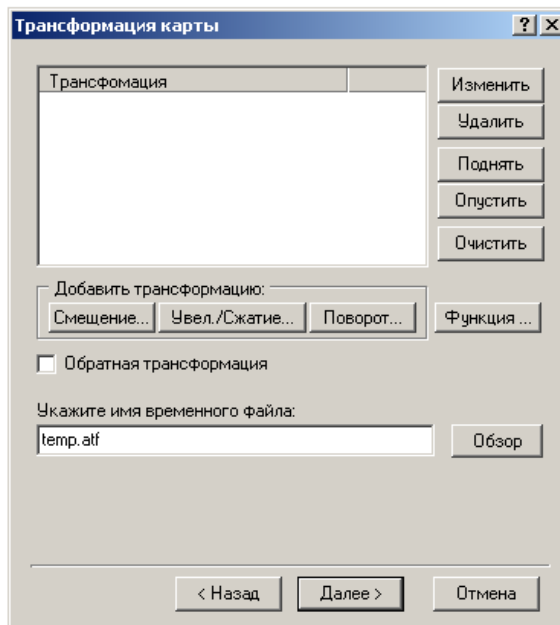 Трансформация карты
Трансфомация
Изменить
Удалить
Поднять
Опустить
Очистить
Добавить трансформацию:
Смещение... Увел./Сжатие... Поворот... Функция ...
Обратная трансформация
Укажите имя временного файла:
temp.atf Обзор
< Назад Далее > Отмена